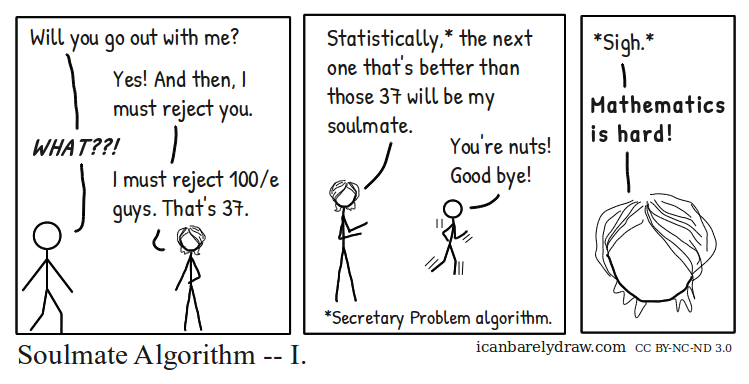 Will you go out with me?
Yes! And then, I
must reject you.
WHAT??!
I must reject 100/e
guys. That's 37.
Statistically,* the next
one that's better than
those 37 will be my
soulmate.
You're nuts!
Good bye!
*Secretary Problem algorithm.
*Sigh.*
Mathematics
is hard!
Soulmate Algorithm -- I.
icanbarelydraw.com CC BY-NC-ND 3.0